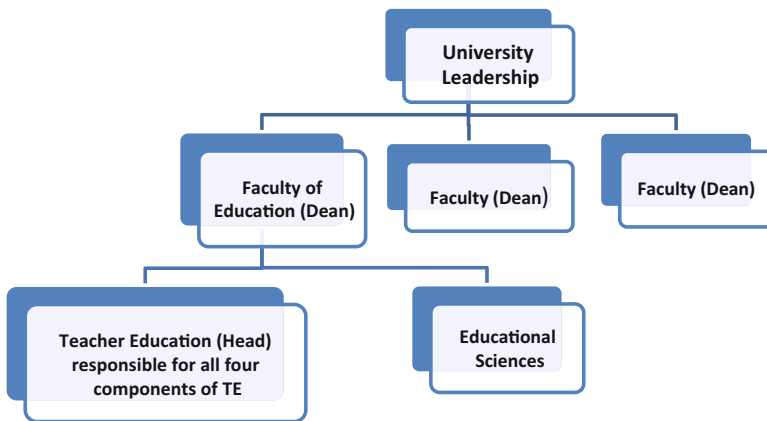 University
Leadership
Faculty of
Education (Dean)
Faculty (Dean)
Faculty (Dean)
Teacher Education (Head)
responsible for all four
components of TE
Educational
Sciences